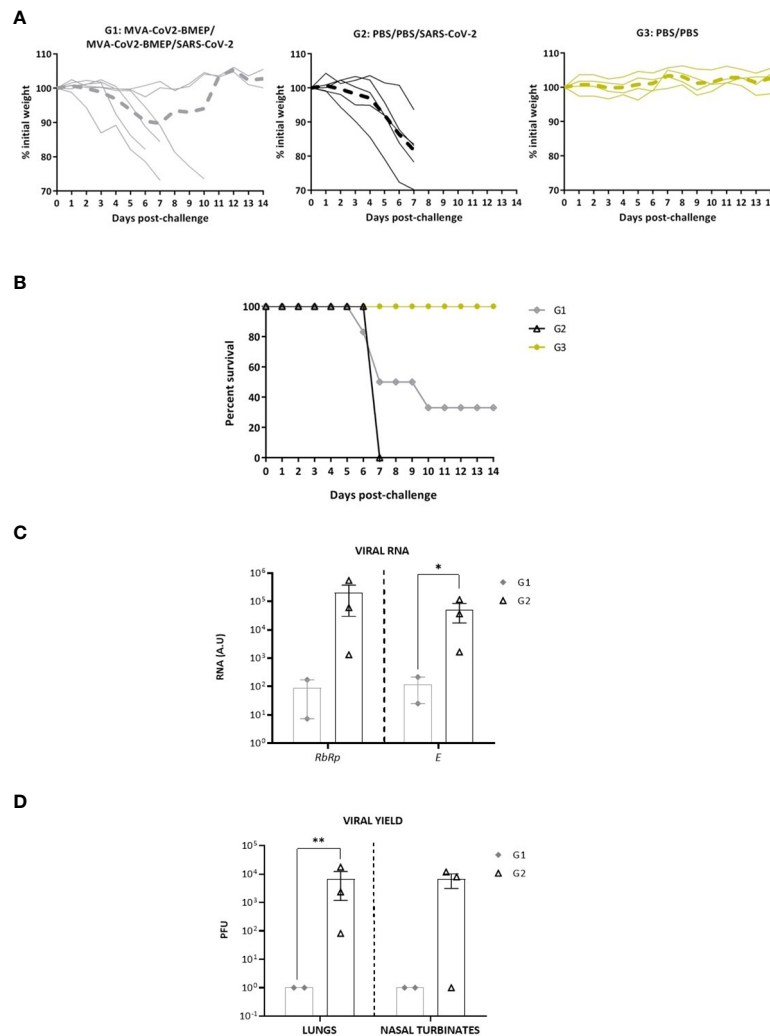 A
G1: MVA-CoV2-BMEP/
MVA-CoV2-BMEP/SARS-CoV-2
G2: PBS/PBS/SARS-CoV-2
G3: PBS/PBS
% initial weight
110
100
90
80
70
0 1 2 3 4 5 6 7 8 9 10 11 12 13 14
Days post-challenge
% initial weight
110
100
90
80
70
0 1 2 3 4 5 6 7 8 9 10 11 12 13 14
Days post-challenge
% initial weight
110
100
90
80
70
0 1 2 3 4 5 6 7 8 9 10 11 12 13 14
Days post-challenge
B
Percent survival
100
80
60
40
20
0
0 1 2 3 4 5 6 7 8 9 10 11 12 13 14
Days post-challenge
G1
G2
G3
C
VIRAL RNA
RNA (A.U)
10⁶
10⁵
10⁴
10³
10²
10¹
10⁰
*
G1
G2
RbRp E
D
VIRAL YIELD
PFU
10⁵
10⁴
10³
10²
10¹
10⁰
10⁻¹
**
G1
G2
LUNGS NASAL TURBINATES